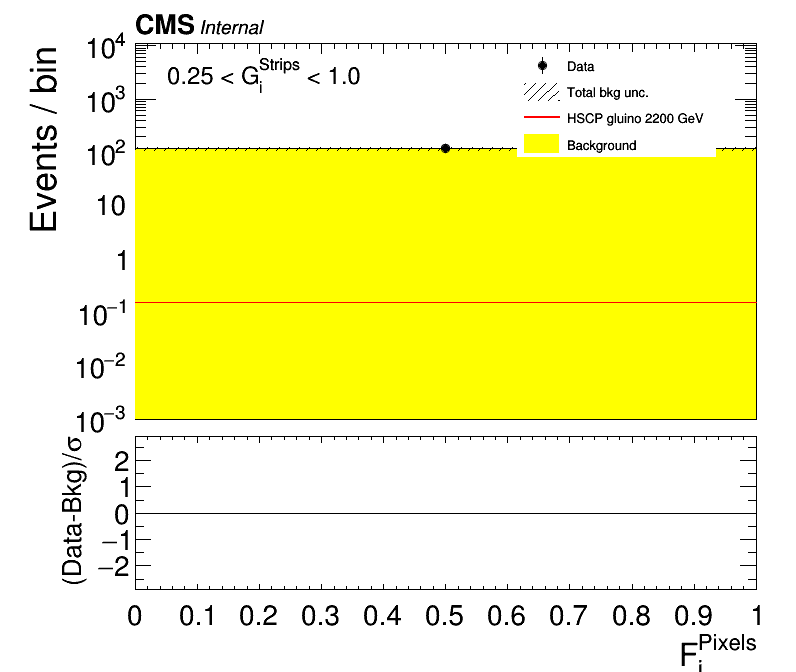 CMS Internal
Events / bin
10^4
10^3
10^2
10
1
10^−1
10^−2
10^−3
0.25 < G_i^Strips < 1.0
Data
Total bkg unc.
HSCP gluino 2200 GeV
Background
(Data-Bkg)/σ
2
1
0
−1
−2
0 0.1 0.2 0.3 0.4 0.5 0.6 0.7 0.8 0.9 1
F_i^Pixels